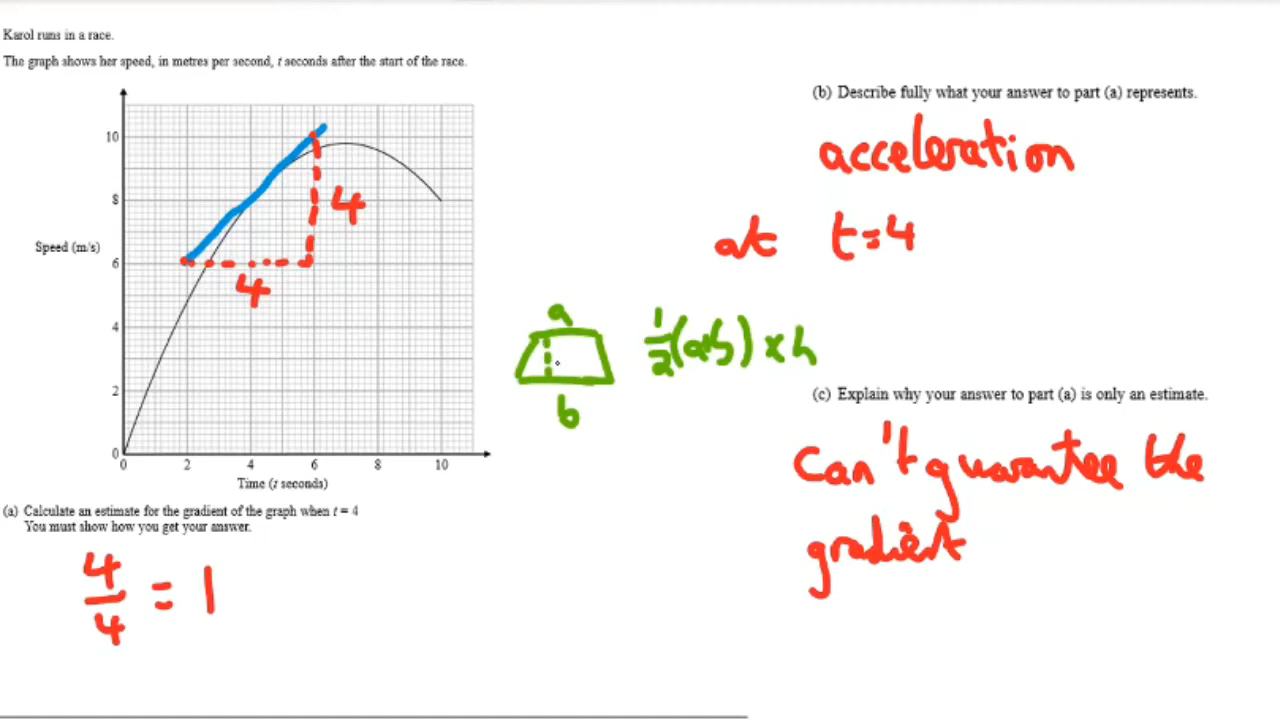 Karol runs in a race.
The graph shows her speed, in metres per second, t seconds after the start of the race.
10
8
Speed (m/s)
6
4
2
0
0 2 4 6 8 10
Time (t seconds)
4
4
(a) Calculate an estimate for the gradient of the graph when t = 4
You must show how you get your answer.
4/4 = 1
a
b
½(a+b) × h
(b) Describe fully what your answer to part (a) represents.
acceleration
at t=4
(c) Explain why your answer to part (a) is only an estimate.
Can't guarantee the
gradient